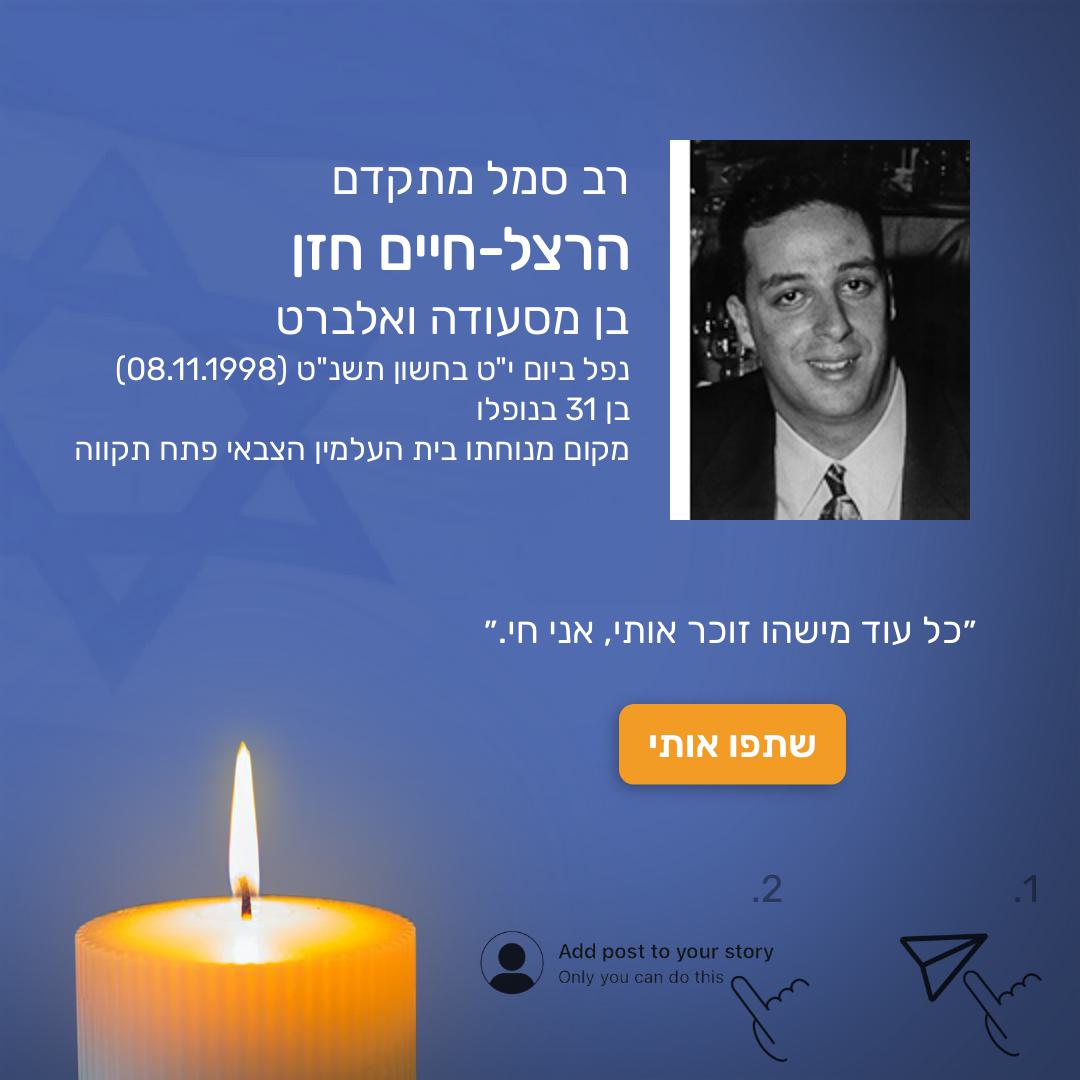 רב סמל מתקדם
הרצל-חיים חזן
בן מסעודה ואלברט
נפל ביום י"ט בחשון תשנ"ט (08.11.1998)
בן 31 בנופלו
מקום מנוחתו בית העלמין הצבאי פתח תקווה
״כל עוד מישהו זוכר אותי, אני חי.״
שתפו אותי
1.
2.
Add post to your story
Only you can do this